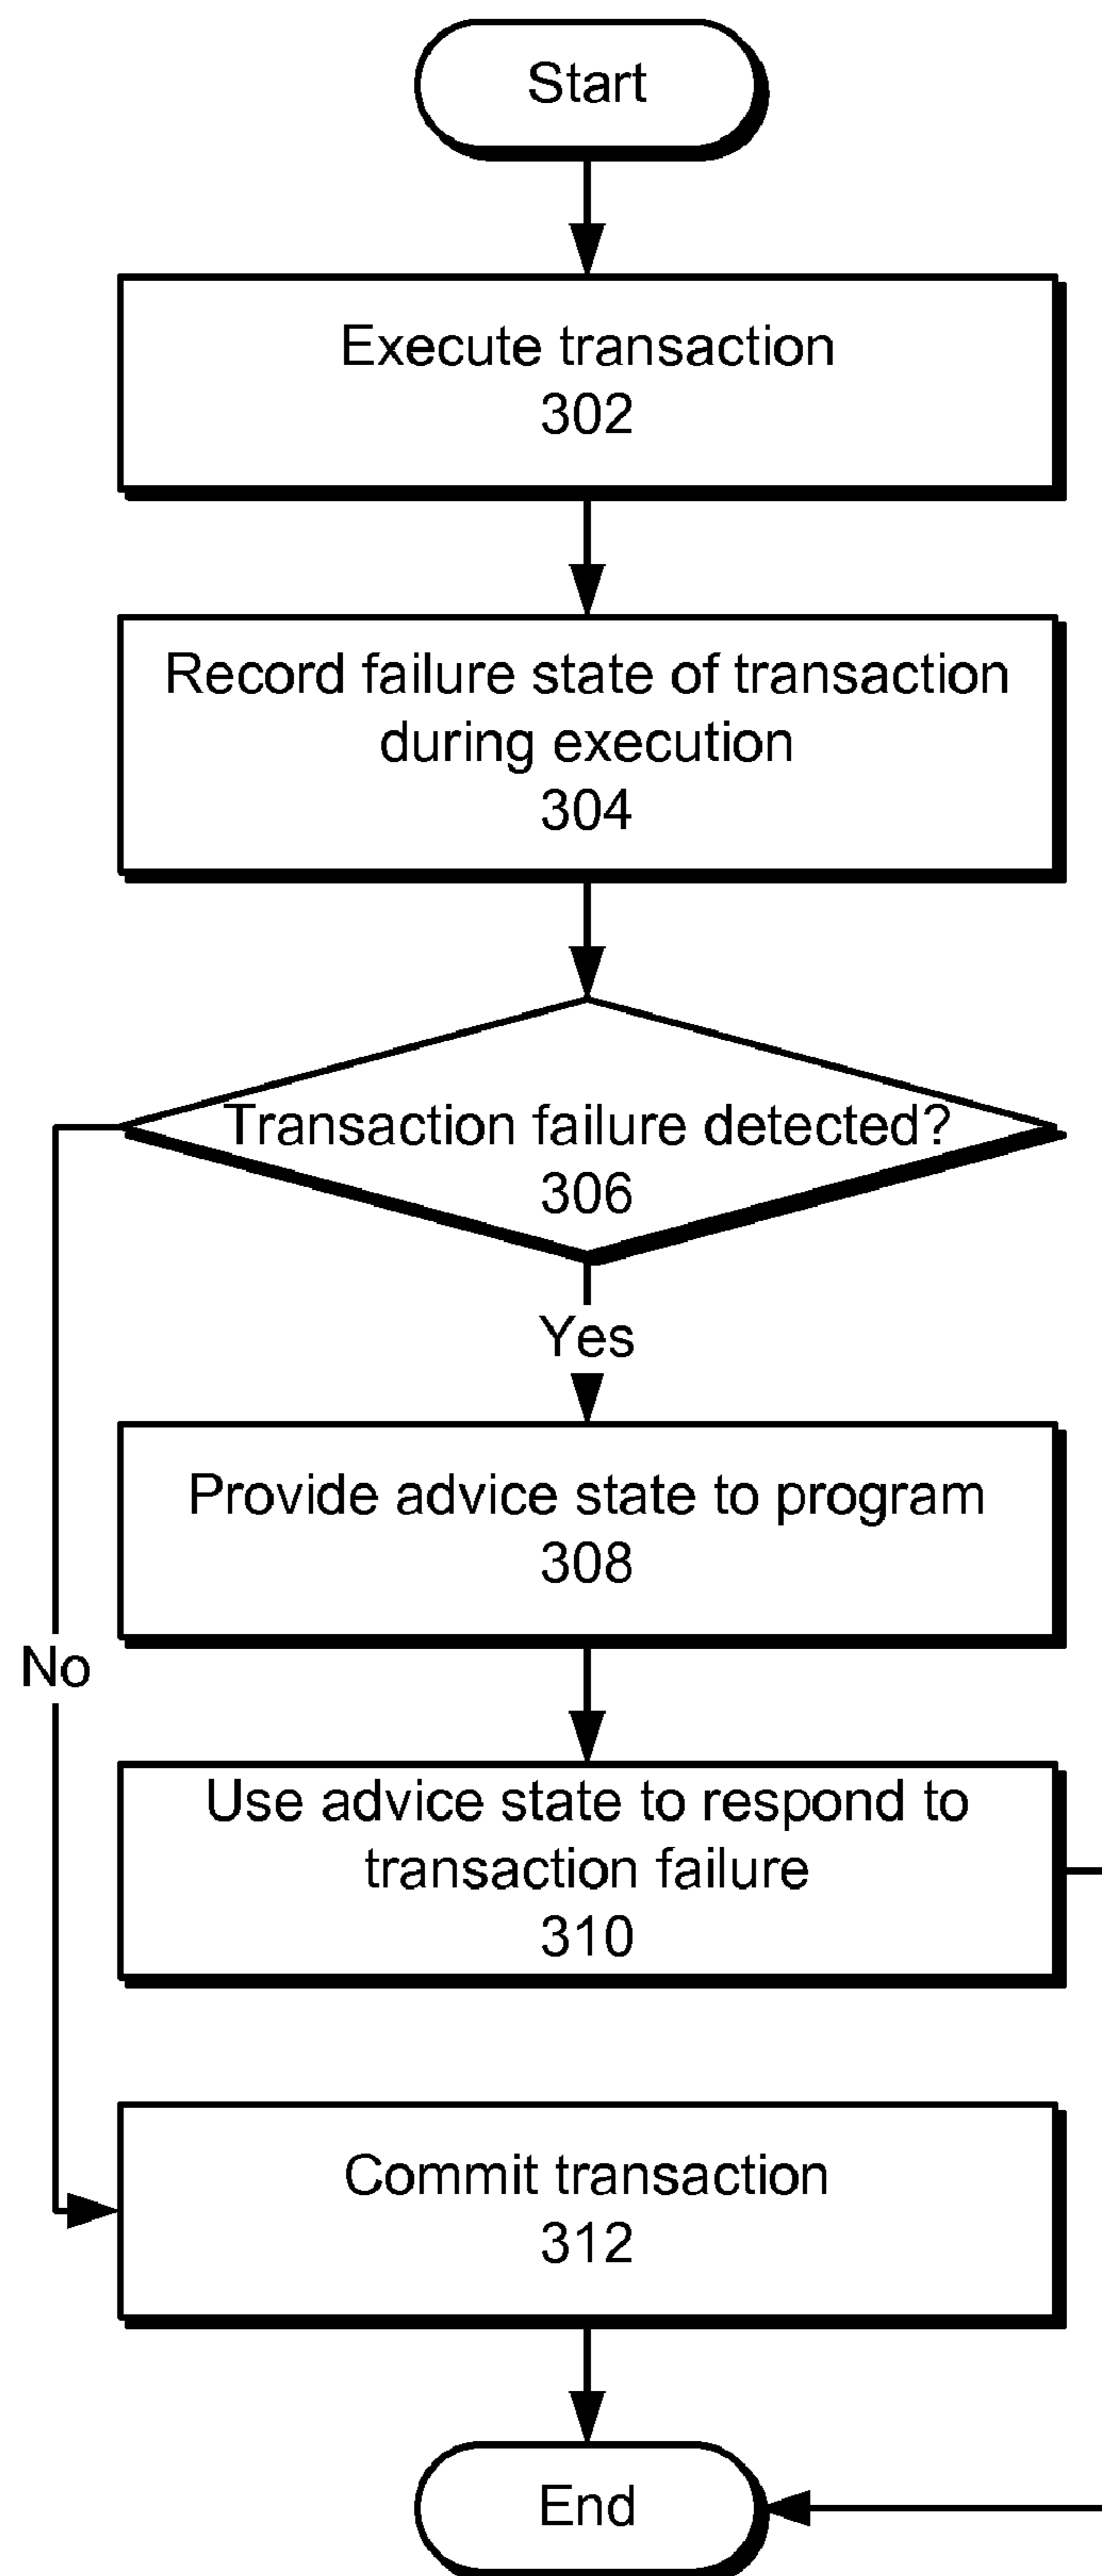 Start
Execute transaction
302
Record failure state of transaction
during execution
304
Transaction failure detected?
306
Yes
Provide advice state to program
308
No
Use advice state to respond to
transaction failure
310
Commit transaction
312
End